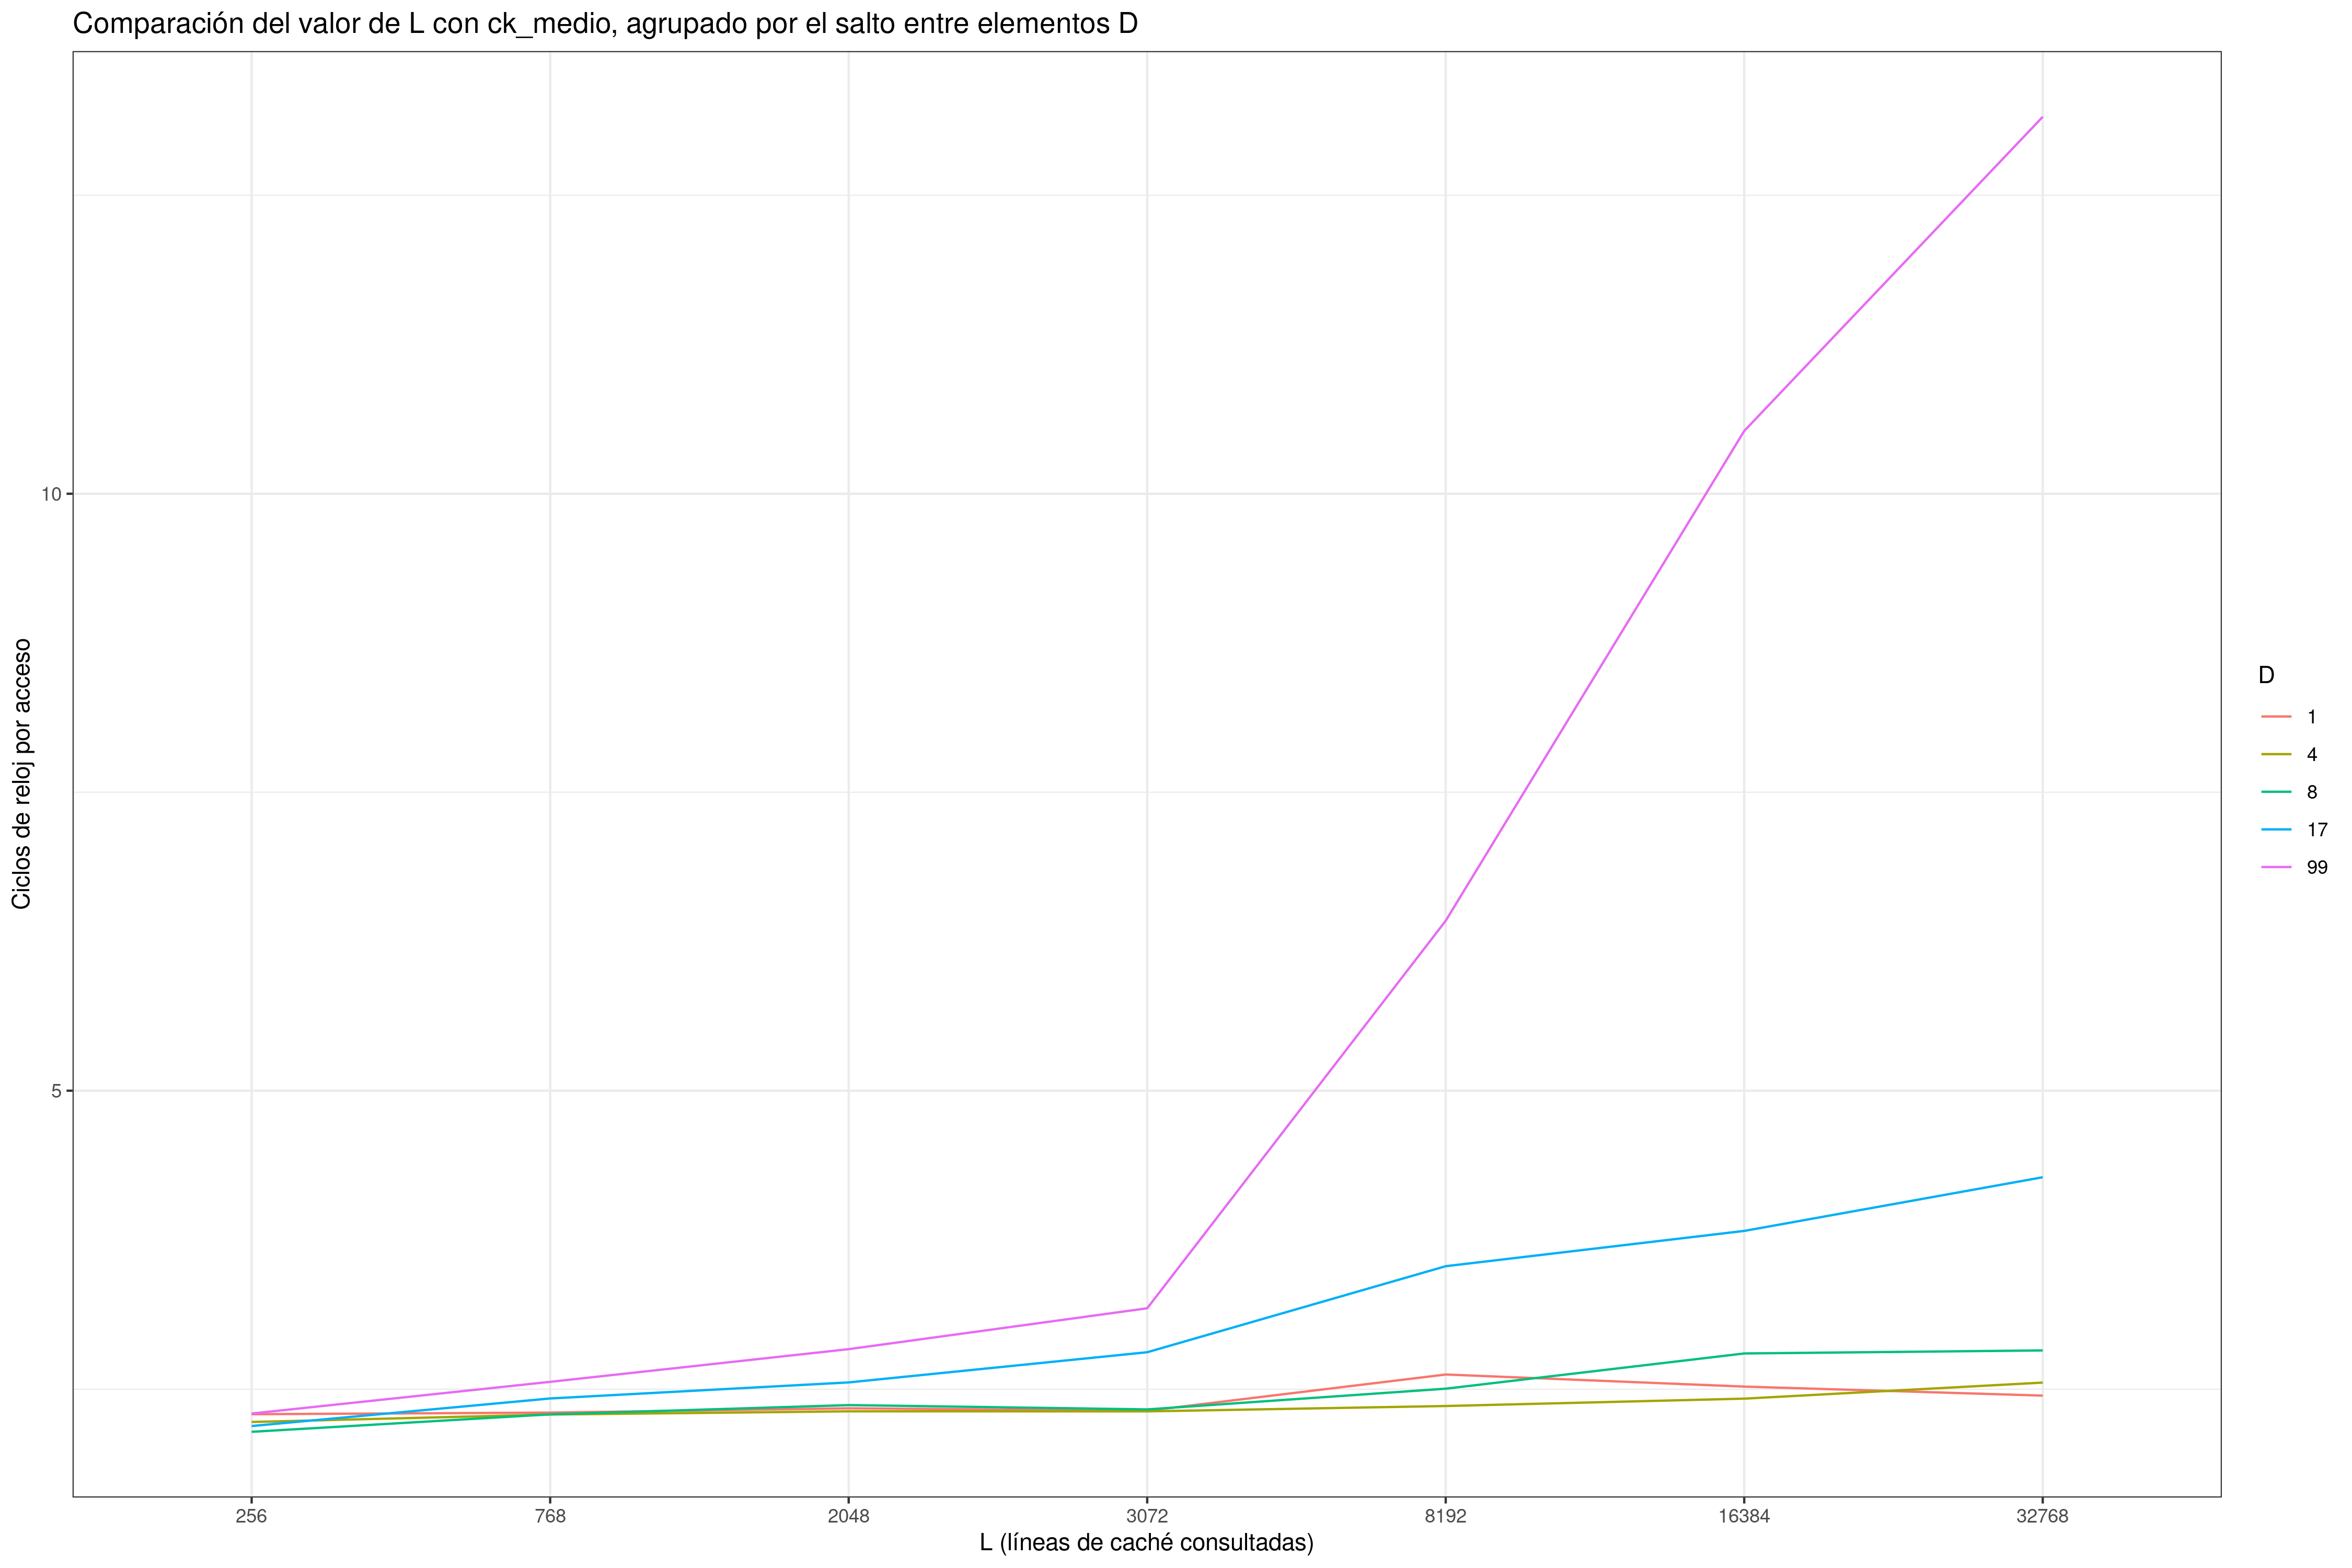 Comparación del valor de L con ck_medio, agrupado por el salto entre elementos D
Ciclos de reloj por acceso
10
5
256 768 2048 3072 8192 16384 32768
L (líneas de caché consultadas)
D
1
4
8
17
99